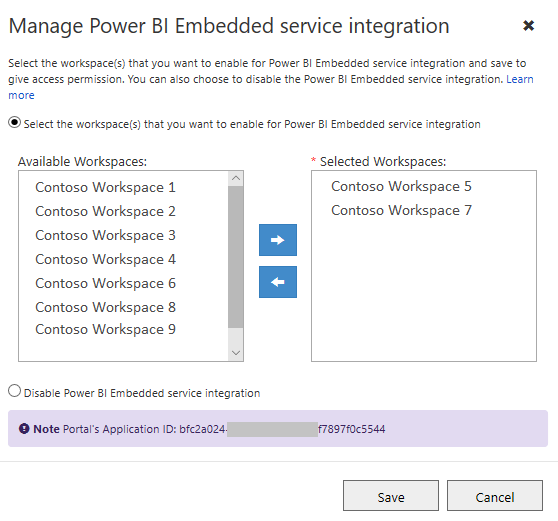 Manage Power BI Embedded service integration
Select the workspace(s) that you want to enable for Power BI Embedded service integration and save to
give access permission. You can also choose to disable the Power BI Embedded service integration. Learn
more
Select the workspace(s) that you want to enable for Power BI Embedded service integration
Available Workspaces:
Contoso Workspace 1
Contoso Workspace 2
Contoso Workspace 3
Contoso Workspace 4
Contoso Workspace 6
Contoso Workspace 8
Contoso Workspace 9
* Selected Workspaces:
Contoso Workspace 5
Contoso Workspace 7
Disable Power BI Embedded service integration
Note Portal's Application ID: bfc2a024- f7897f0c5544
Save
Cancel